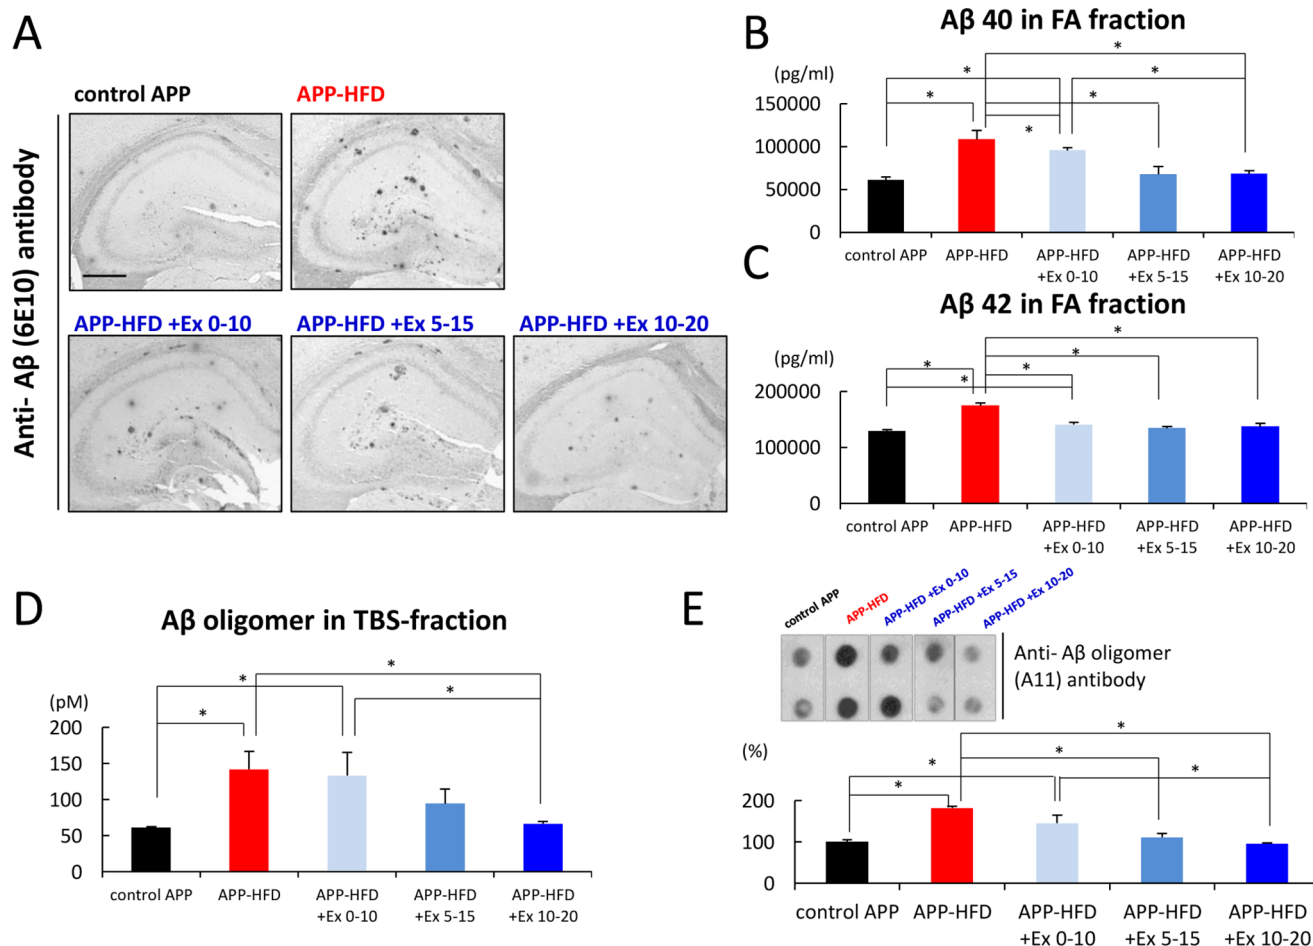 A
control APP
APP-HFD
Anti- Aβ (6E10) antibody
APP-HFD +Ex 0-10
APP-HFD +Ex 5-15
APP-HFD +Ex 10-20
B
Aβ 40 in FA fraction
(pg/ml)
*
*
*
*
*
*
150000
100000
50000
0
control APP
APP-HFD
APP-HFD
+Ex 0-10
APP-HFD
+Ex 5-15
APP-HFD
+Ex 10-20
C
Aβ 42 in FA fraction
(pg/ml)
*
*
*
*
*
200000
100000
0
control APP
APP-HFD
APP-HFD
+Ex 0-10
APP-HFD
+Ex 5-15
APP-HFD
+Ex 10-20
D
Aβ oligomer in TBS-fraction
(pM)
*
*
*
*
200
150
100
50
0
control APP
APP-HFD
APP-HFD
+Ex 0-10
APP-HFD
+Ex 5-15
APP-HFD
+Ex 10-20
E
control APP
APP-HFD
APP-HFD +Ex 0-10
APP-HFD +Ex 5-15
APP-HFD +Ex 10-20
Anti- Aβ oligomer
(A11) antibody
(%)
*
*
*
*
*
200
100
0
control APP
APP-HFD
APP-HFD
+Ex 0-10
APP-HFD
+Ex 5-15
APP-HFD
+Ex 10-20